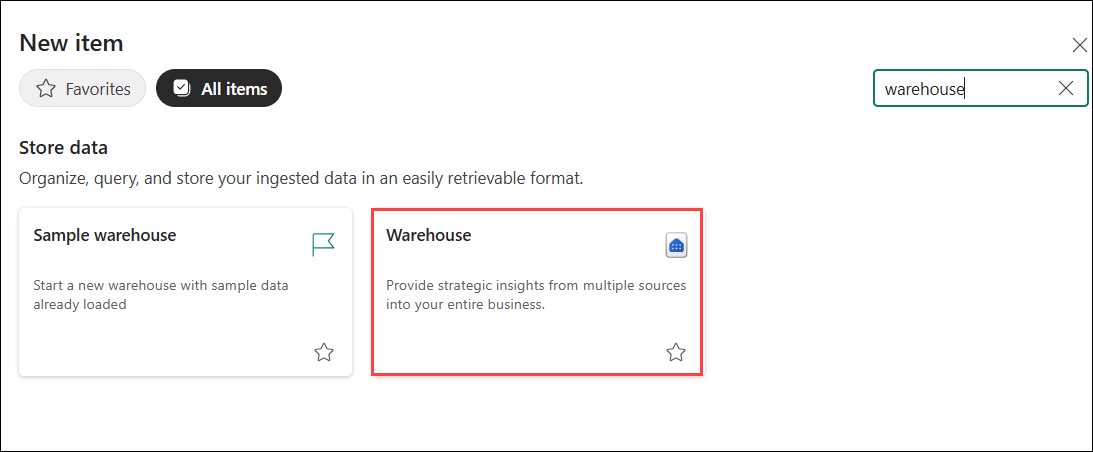 New item
Favorites
All items
warehouse
Store data
Organize, query, and store your ingested data in an easily retrievable format.
Sample warehouse
Start a new warehouse with sample data
already loaded
Warehouse
Provide strategic insights from multiple sources
into your entire business.